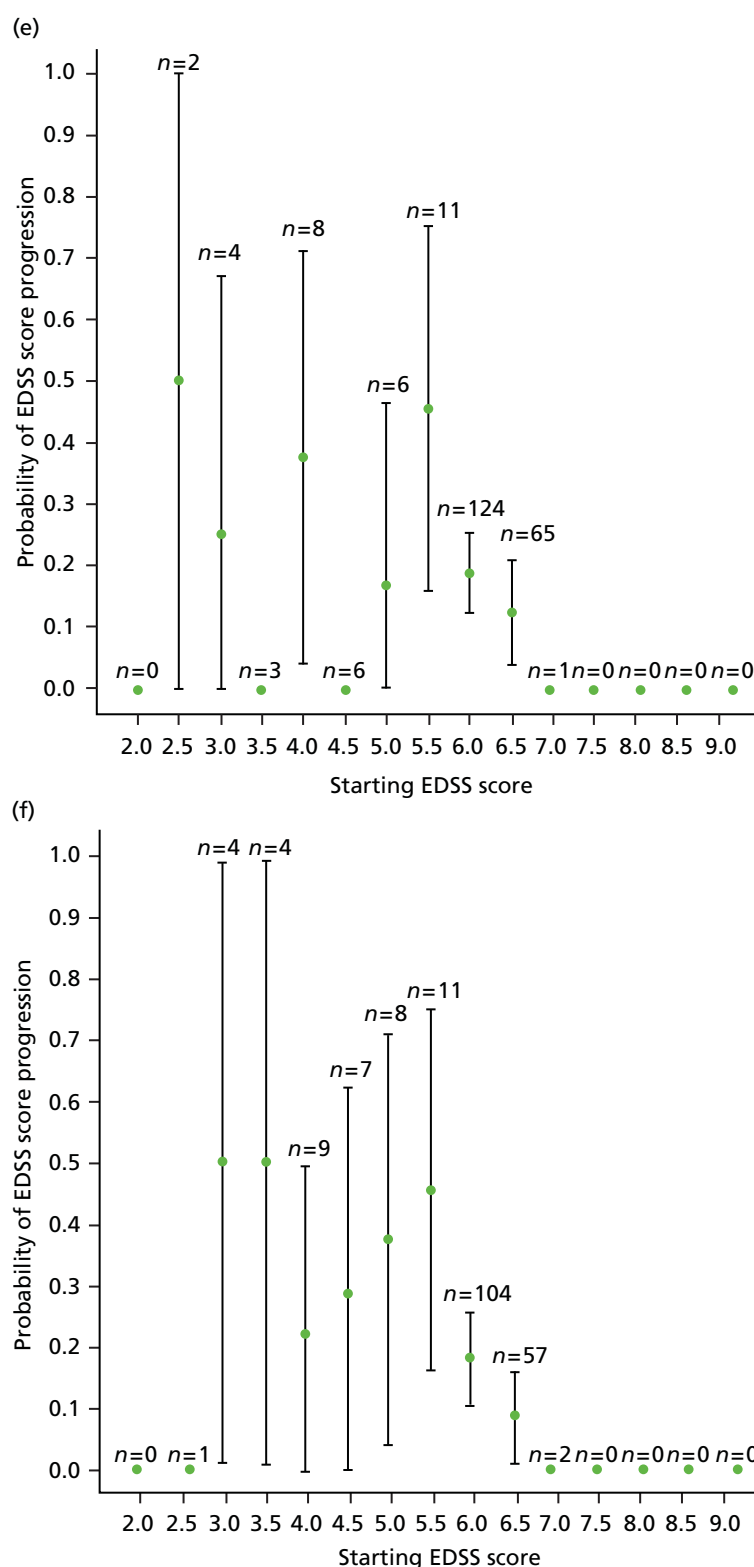 (e)
Probability of EDSS score progression
1.0
0.9
0.8
0.7
0.6
0.5
0.4
0.3
0.2
0.1
0.0
n=2
n=4
n=8
n=11
n=6
n=124
n=65
n=0
n=3
n=6
n=1
n=0
n=0
n=0
n=0
2.0 2.5 3.0 3.5 4.0 4.5 5.0 5.5 6.0 6.5 7.0 7.5 8.0 8.5 9.0
Starting EDSS score
(f)
Probability of EDSS score progression
1.0
0.9
0.8
0.7
0.6
0.5
0.4
0.3
0.2
0.1
0.0
n=4 n=4
n=11
n=8
n=7
n=9
n=104
n=57
n=0 n=1 n=2 n=0 n=0 n=0 n=0
2.0 2.5 3.0 3.5 4.0 4.5 5.0 5.5 6.0 6.5 7.0 7.5 8.0 8.5 9.0
Starting EDSS score